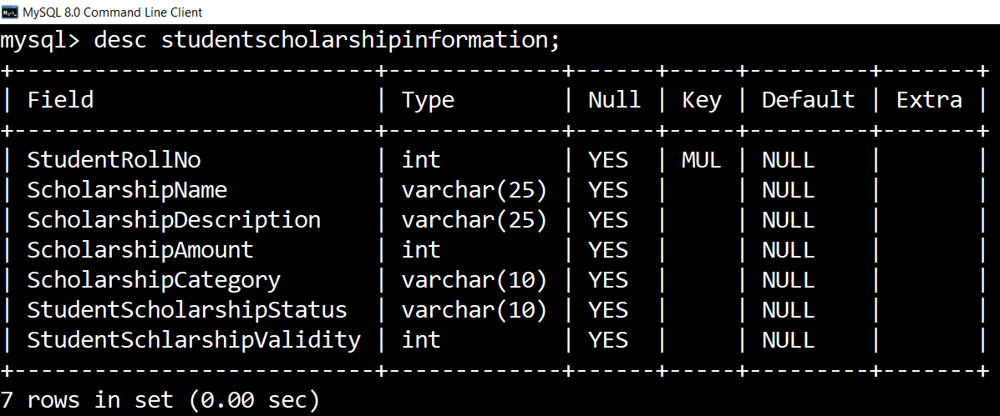 MySQL 8.0 Command Line Client
mysql> desc studentscholarshipinformation;
+---------------------------+-------------+------+-----+---------+-------+
| Field                     | Type        | Null | Key | Default | Extra |
+---------------------------+-------------+------+-----+---------+-------+
| StudentRollNo             | int         | YES  | MUL | NULL    |       |
| ScholarshipName           | varchar(25) | YES  |     | NULL    |       |
| ScholarshipDescription    | varchar(25) | YES  |     | NULL    |       |
| ScholarshipAmount         | int         | YES  |     | NULL    |       |
| ScholarshipCategory       | varchar(10) | YES  |     | NULL    |       |
| StudentScholarshipStatus  | varchar(10) | YES  |     | NULL    |       |
| StudentSchlarshipValidity | int         | YES  |     | NULL    |       |
+---------------------------+-------------+------+-----+---------+-------+
7 rows in set (0.00 sec)